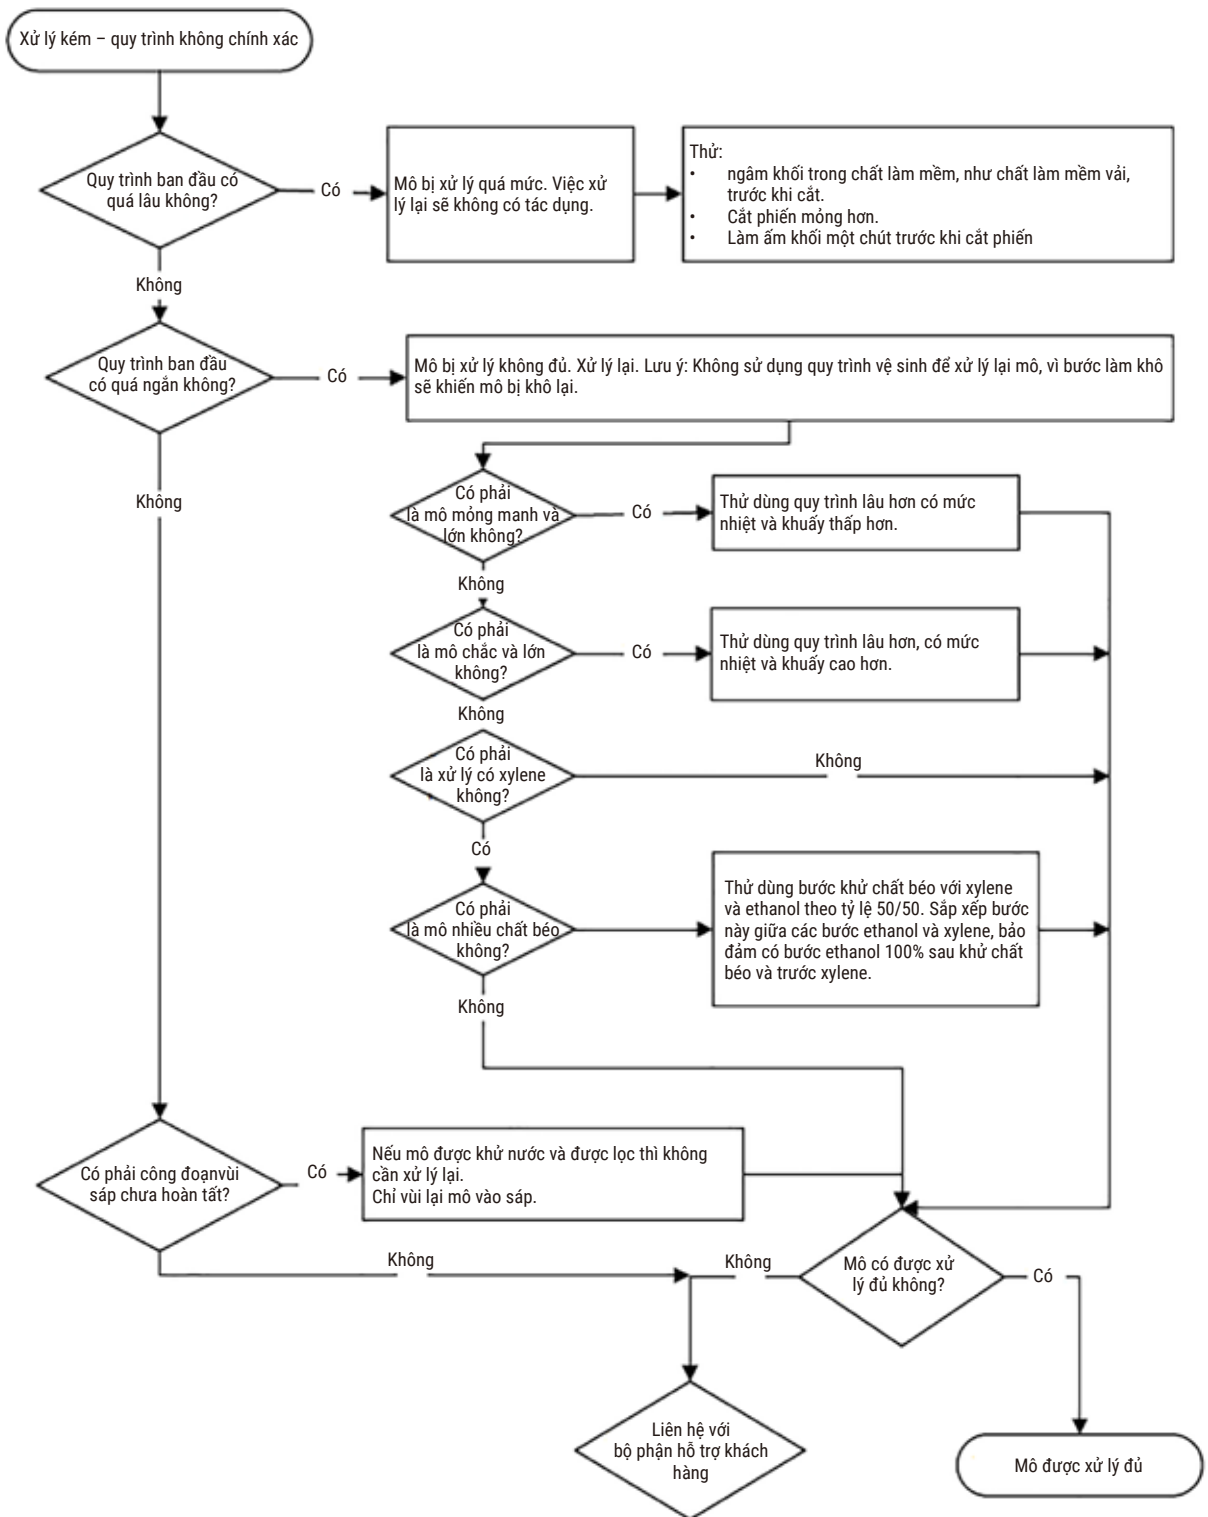 Xử lý kém – quy trình không chính xác
Quy trình ban đầu có
quá lâu không?
Có
Mô bị xử lý quá mức. Việc xử
lý lại sẽ không có tác dụng.
Thử:
• ngâm khối trong chất làm mềm, như chất làm mềm vải,
trước khi cắt.
• Cắt phiến mỏng hơn.
• Làm ấm khối một chút trước khi cắt phiến
Không
Quy trình ban đầu
có quá ngắn không?
Có
Mô bị xử lý không đủ. Xử lý lại. Lưu ý: Không sử dụng quy trình vệ sinh để xử lý lại mô, vì bước làm khô
sẽ khiến mô bị khô lại.
Không
Có phải
là mô mỏng manh và
lớn không?
Có
Thử dùng quy trình lâu hơn có mức
nhiệt và khuấy thấp hơn.
Không
Có phải
là mô chắc và lớn
không?
Có
Thử dùng quy trình lâu hơn, có mức
nhiệt và khuấy cao hơn.
Không
Có phải
là xử lý có xylene
không?
Không
Có
Có phải
là mô nhiều chất béo
không?
Thử dùng bước khử chất béo với xylene
và ethanol theo tỷ lệ 50/50. Sắp xếp bước
này giữa các bước ethanol và xylene, bảo
đảm có bước ethanol 100% sau khử chất
béo và trước xylene.
Không
Có phải công đoạnvùi
sáp chưa hoàn tất?
Có
Nếu mô được khử nước và được lọc thì không
cần xử lý lại.
Chỉ vùi lại mô vào sáp.
Không
Không
Mô có được xử
lý đủ không?
Có
Liên hệ với
bộ phận hỗ trợ khách
hàng
Mô được xử lý đủ